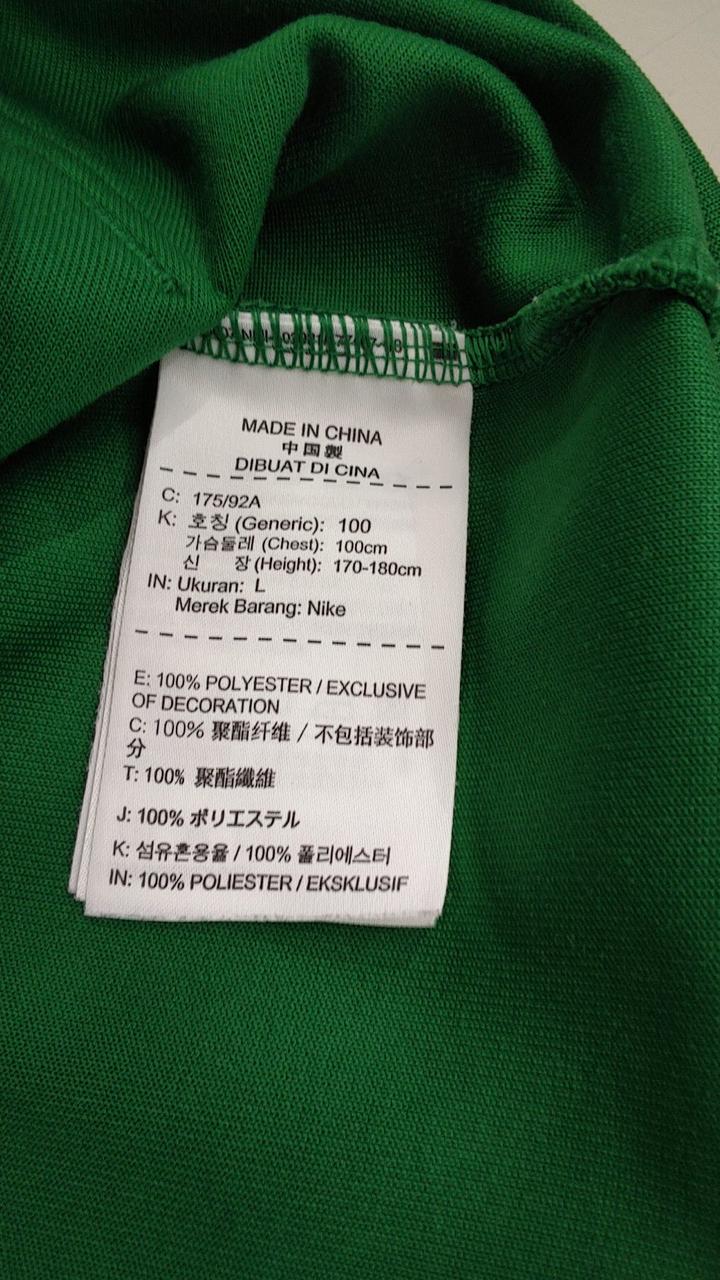 MADE IN CHINA
中国製
DIBUAT DI CINA
C: 175/92A
K: 호칭 (Generic): 100
가슴둘레 (Chest): 100cm
신 장 (Height): 170-180cm
IN: Ukuran: L
Merek Barang: Nike
E: 100% POLYESTER / EXCLUSIVE
OF DECORATION
C: 100% 聚酯纤维 / 不包括装饰部
分
T: 100% 聚酯纖維
J: 100% ポリエステル
K: 섬유혼용율 / 100% 폴리에스터
IN: 100% POLIESTER / EKSKLUSIF